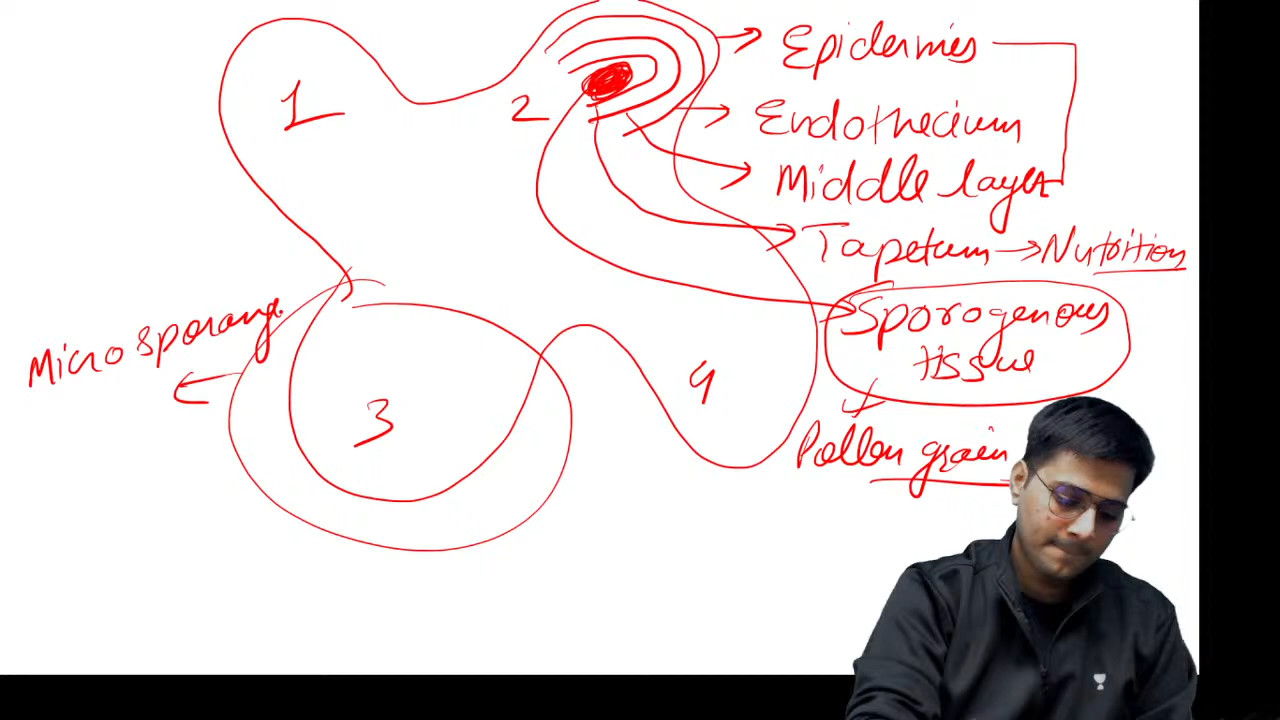 1
2
Epidermis
Endothecium
Middle layer
Tapetum → Nutrition
Sporogenous
tissue
Microsporang.
3
4
Pollen grain